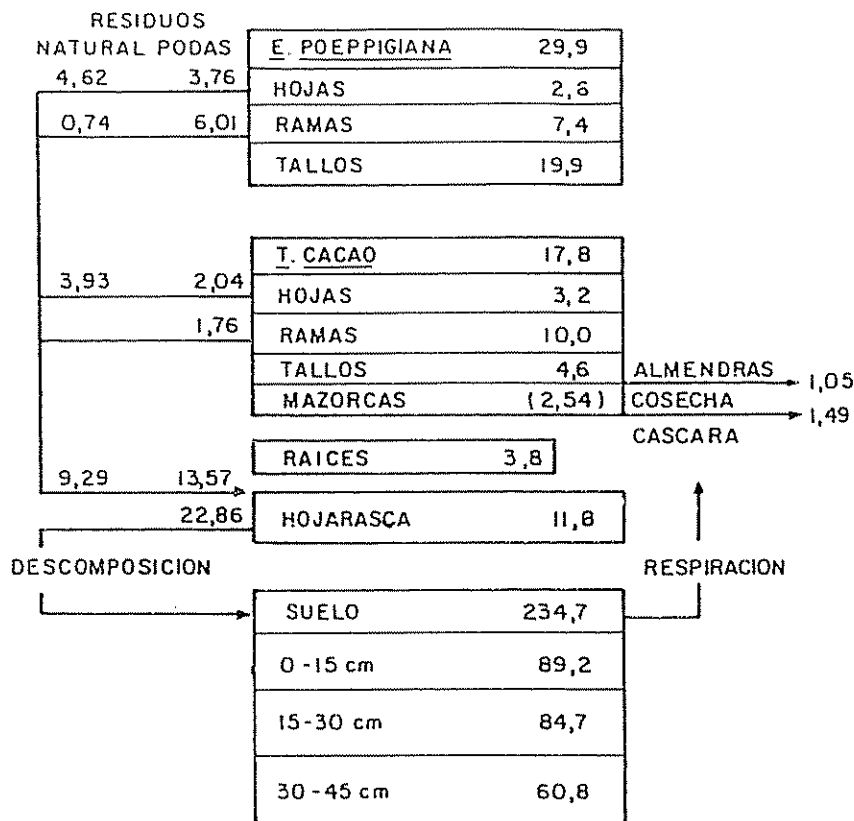 RESIDUOS
NATURAL PODAS
E. POEPPIGIANA 29,9
4,62 3,76
HOJAS 2,6
0,74 6,01
RAMAS 7,4
TALLOS 19,9
T. CACAO 17,8
3,93 2,04
HOJAS 3,2
1,76
RAMAS 10,0
TALLOS 4,6
ALMENDRAS 1,05
MAZORCAS (2,54)
COSECHA 1,49
CASCARA
RAICES 3,8
9,29 13,57
22,86
HOJARASCA 11,8
DESCOMPOSICION
RESPIRACION
SUELO 234,7
0-15 cm 89,2
15-30 cm 84,7
30-45 cm 60,8